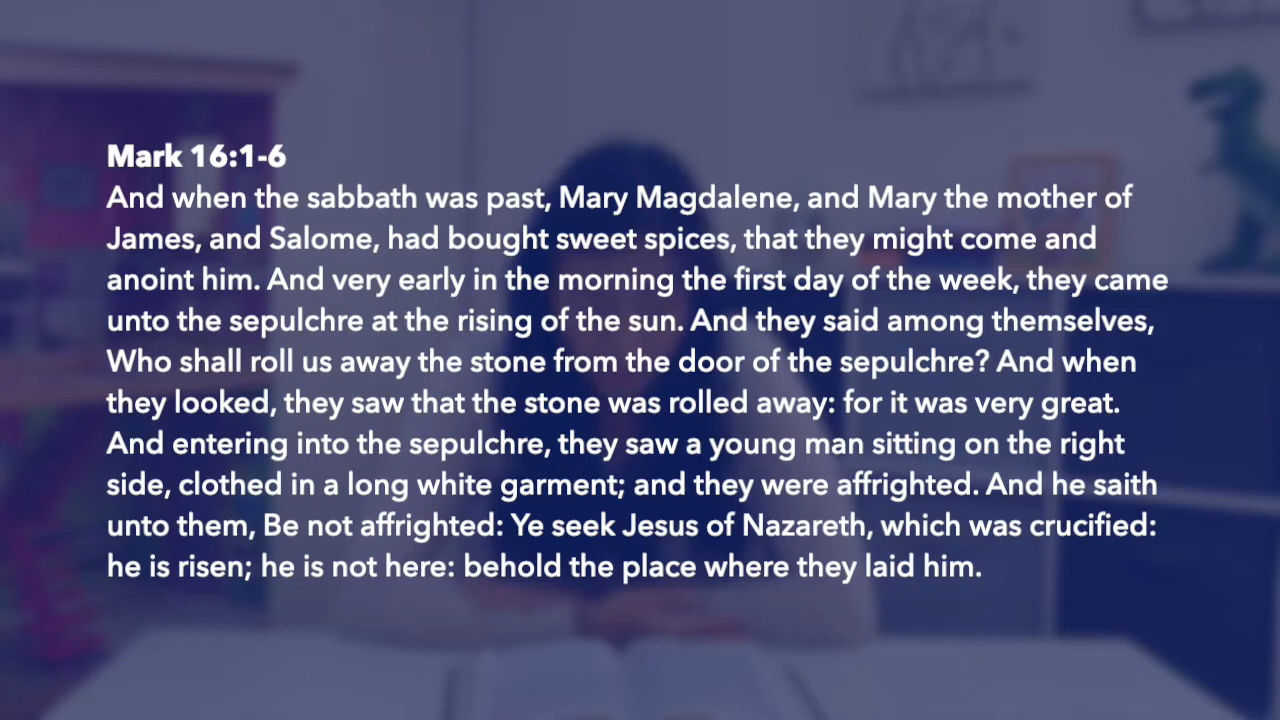 Mark 16:1-6
And when the sabbath was past, Mary Magdalene, and Mary the mother of
James, and Salome, had bought sweet spices, that they might come and
anoint him. And very early in the morning the first day of the week, they came
unto the sepulchre at the rising of the sun. And they said among themselves,
Who shall roll us away the stone from the door of the sepulchre? And when
they looked, they saw that the stone was rolled away: for it was very great.
And entering into the sepulchre, they saw a young man sitting on the right
side, clothed in a long white garment; and they were affrighted. And he saith
unto them, Be not affrighted: Ye seek Jesus of Nazareth, which was crucified:
he is risen; he is not here: behold the place where they laid him.